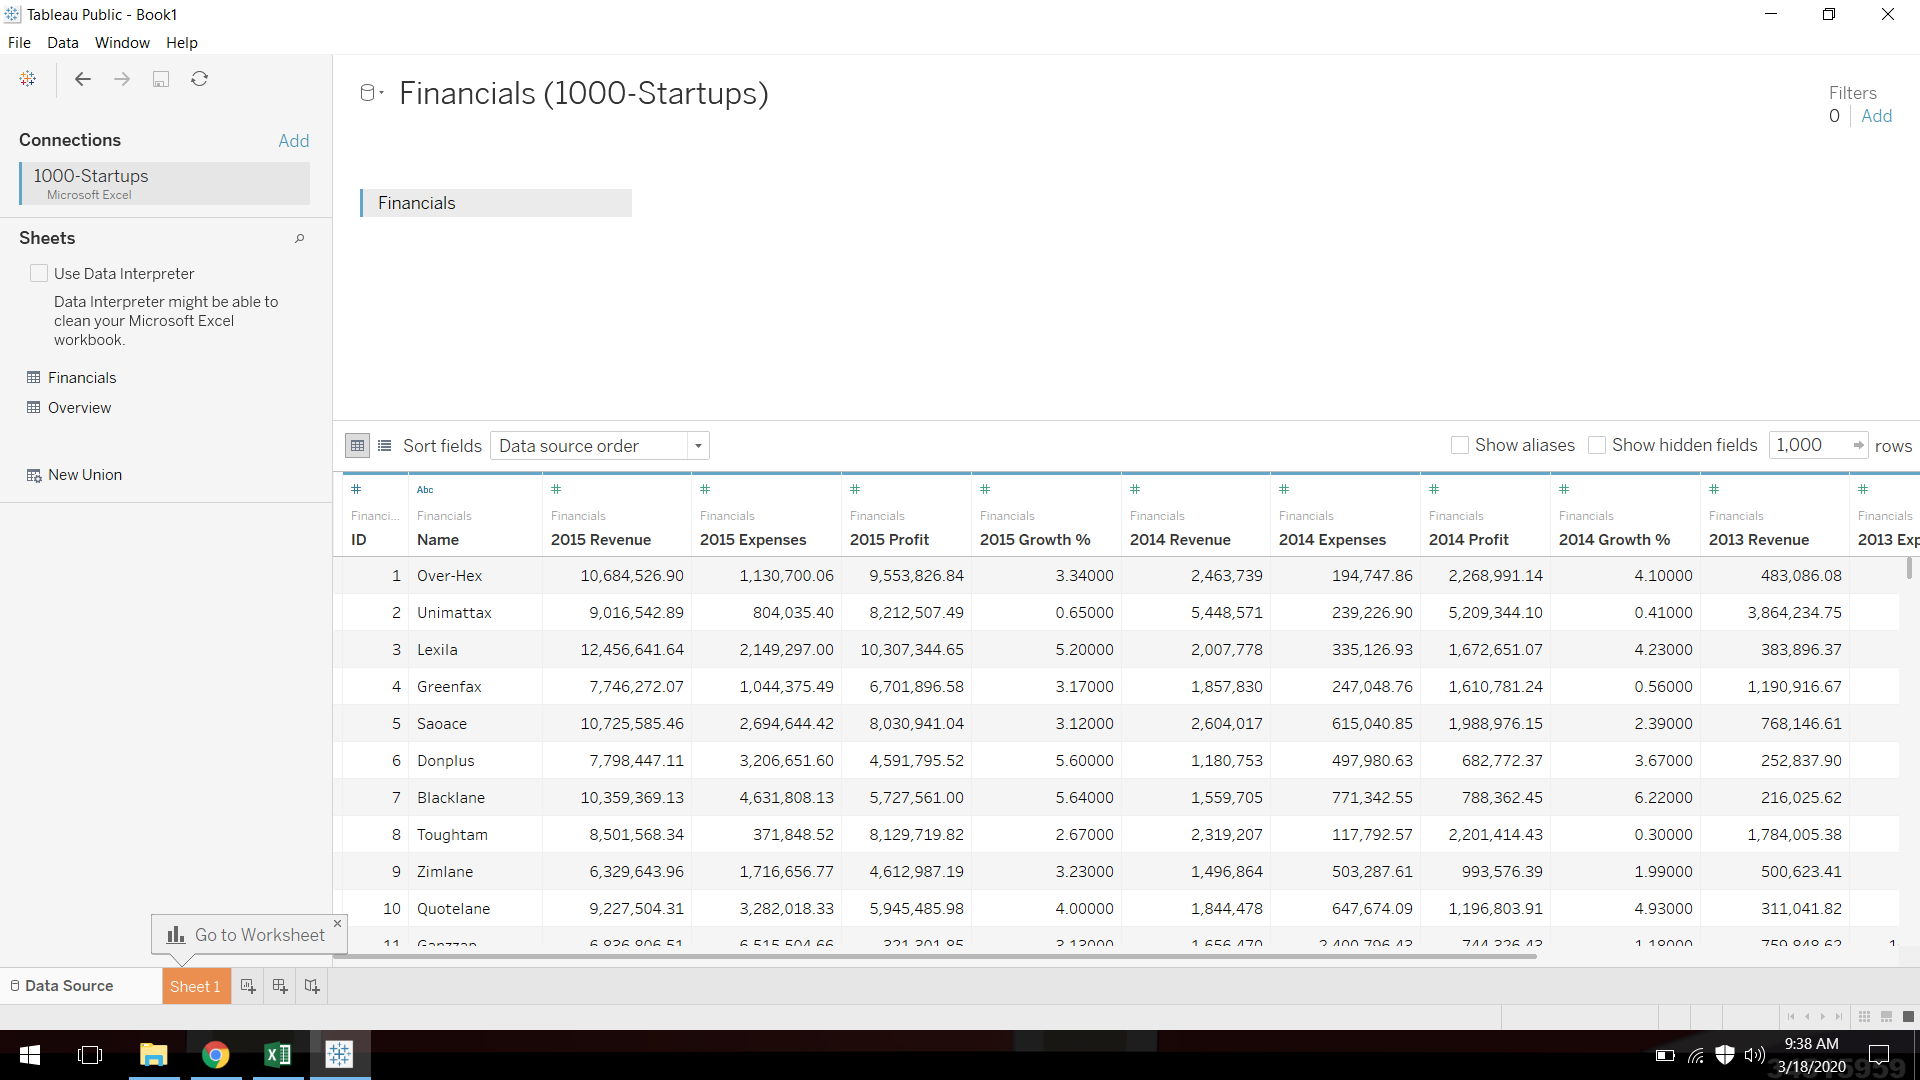 Tableau Public - Book1
File Data Window Help
Connections Add
1000-Startups
Microsoft Excel
Sheets
Use Data Interpreter
Data Interpreter might be able to
clean your Microsoft Excel
workbook.
Financials
Overview
New Union
Financials (1000-Startups)
Filters
0 Add
Financials
Sort fields Data source order Show aliases Show hidden fields 1,000 rows
# Abc # # # # # # # # # #
Financi... Financials Financials Financials Financials Financials Financials Financials Financials Financials Financials Financials
ID Name 2015 Revenue 2015 Expenses 2015 Profit 2015 Growth % 2014 Revenue 2014 Expenses 2014 Profit 2014 Growth % 2013 Revenue 2013 Exp
1 Over-Hex 10,684,526.90 1,130,700.06 9,553,826.84 3.34000 2,463,739 194,747.86 2,268,991.14 4.10000 483,086.08
2 Unimattax 9,016,542.89 804,035.40 8,212,507.49 0.65000 5,448,571 239,226.90 5,209,344.10 0.41000 3,864,234.75
3 Lexila 12,456,641.64 2,149,297.00 10,307,344.65 5.20000 2,007,778 335,126.93 1,672,651.07 4.23000 383,896.37
4 Greenfax 7,746,272.07 1,044,375.49 6,701,896.58 3.17000 1,857,830 247,048.76 1,610,781.24 0.56000 1,190,916.67
5 Saoace 10,725,585.46 2,694,644.42 8,030,941.04 3.12000 2,604,017 615,040.85 1,988,976.15 2.39000 768,146.61
6 Donplus 7,798,447.11 3,206,651.60 4,591,795.52 5.60000 1,180,753 497,980.63 682,772.37 3.67000 252,837.90
7 Blacklane 10,359,369.13 4,631,808.13 5,727,561.00 5.64000 1,559,705 771,342.55 788,362.45 6.22000 216,025.62
8 Toughtam 8,501,568.34 371,848.52 8,129,719.82 2.67000 2,319,207 117,792.57 2,201,414.43 0.30000 1,784,005.38
9 Zimlane 6,329,643.96 1,716,656.77 4,612,987.19 3.23000 1,496,864 503,287.61 993,576.39 1.99000 500,623.41
10 Quotelane 9,227,504.31 3,282,018.33 5,945,485.98 4.00000 1,844,478 647,674.09 1,196,803.91 4.93000 311,041.82
11
Go to Worksheet
Data Source Sheet 1
9:38 AM
3/18/2020